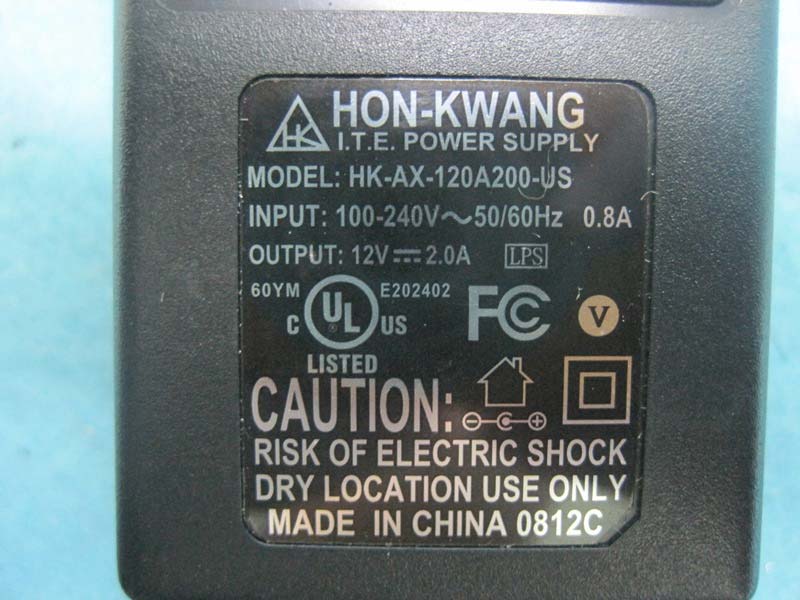 HK
HON-KWANG
I.T.E. POWER SUPPLY
MODEL: HK-AX-120A200-US
INPUT: 100-240V～50/60Hz 0.8A
OUTPUT: 12V⎓2.0A LPS
60YM E202402
C UL US FC V
LISTED
CAUTION:
RISK OF ELECTRIC SHOCK
DRY LOCATION USE ONLY
MADE IN CHINA 0812C